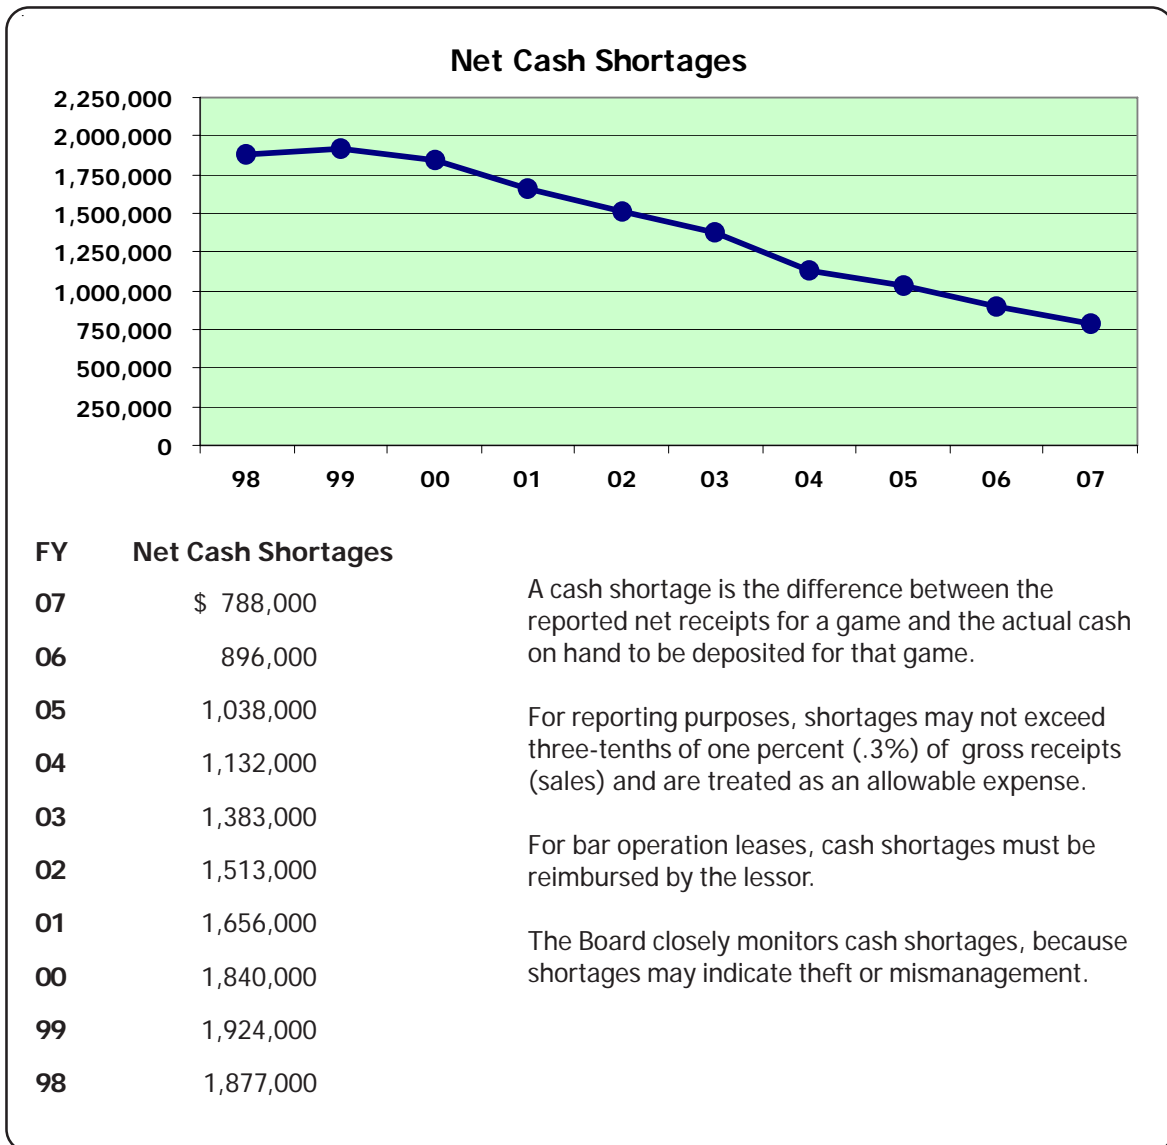 Net Cash Shortages
2,250,000
2,000,000
1,750,000
1,500,000
1,250,000
1,000,000
750,000
500,000
250,000
0
98 99 00 01 02 03 04 05 06 07
FY Net Cash Shortages
07 $ 788,000
06 896,000
05 1,038,000
04 1,132,000
03 1,383,000
02 1,513,000
01 1,656,000
00 1,840,000
99 1,924,000
98 1,877,000
A cash shortage is the difference between the
reported net receipts for a game and the actual cash
on hand to be deposited for that game.
For reporting purposes, shortages may not exceed
three-tenths of one percent (.3%) of gross receipts
(sales) and are treated as an allowable expense.
For bar operation leases, cash shortages must be
reimbursed by the lessor.
The Board closely monitors cash shortages, because
shortages may indicate theft or mismanagement.